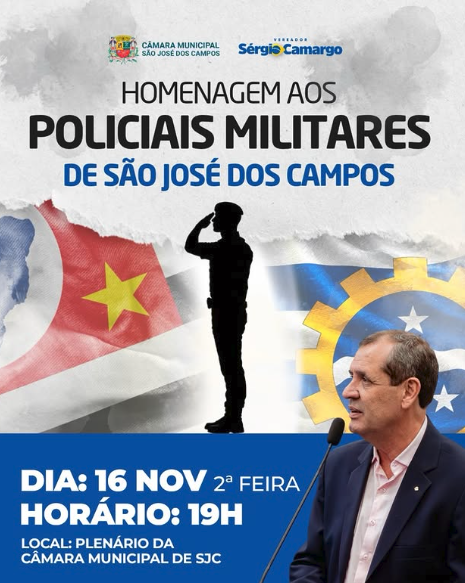 CÂMARA MUNICIPAL
SÃO JOSÉ DOS CAMPOS
VEREADOR
Sérgio Camargo
HOMENAGEM AOS
POLICIAIS MILITARES
DE SÃO JOSÉ DOS CAMPOS
DIA: 16 NOV 2ª FEIRA
HORÁRIO: 19H
LOCAL: PLENÁRIO DA
CÂMARA MUNICIPAL DE SJC